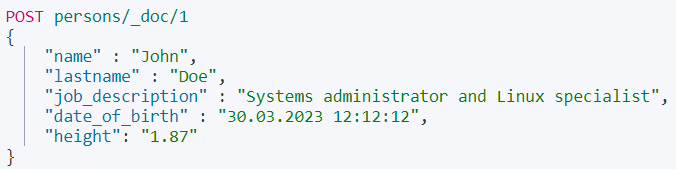 POST persons/_doc/1
{
"name" : "John",
"lastname" : "Doe",
"job_description" : "Systems administrator and Linux specialist",
"date_of_birth" : "30.03.2023 12:12:12",
"height": "1.87"
}